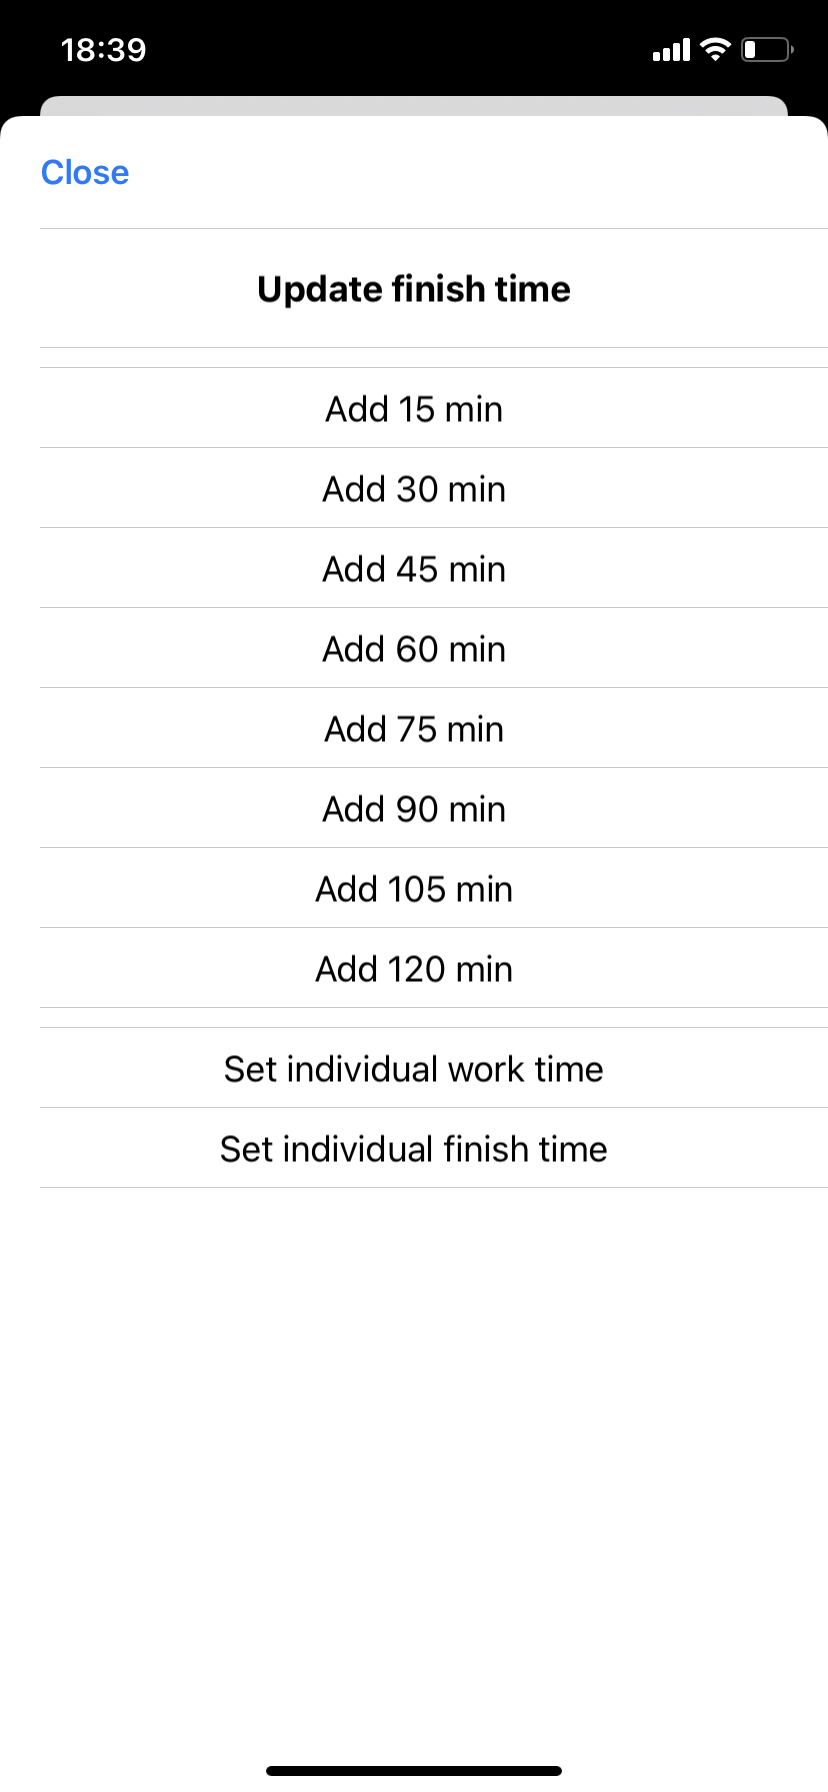 18:39
Close
Update finish time
Add 15 min
Add 30 min
Add 45 min
Add 60 min
Add 75 min
Add 90 min
Add 105 min
Add 120 min
Set individual work time
Set individual finish time